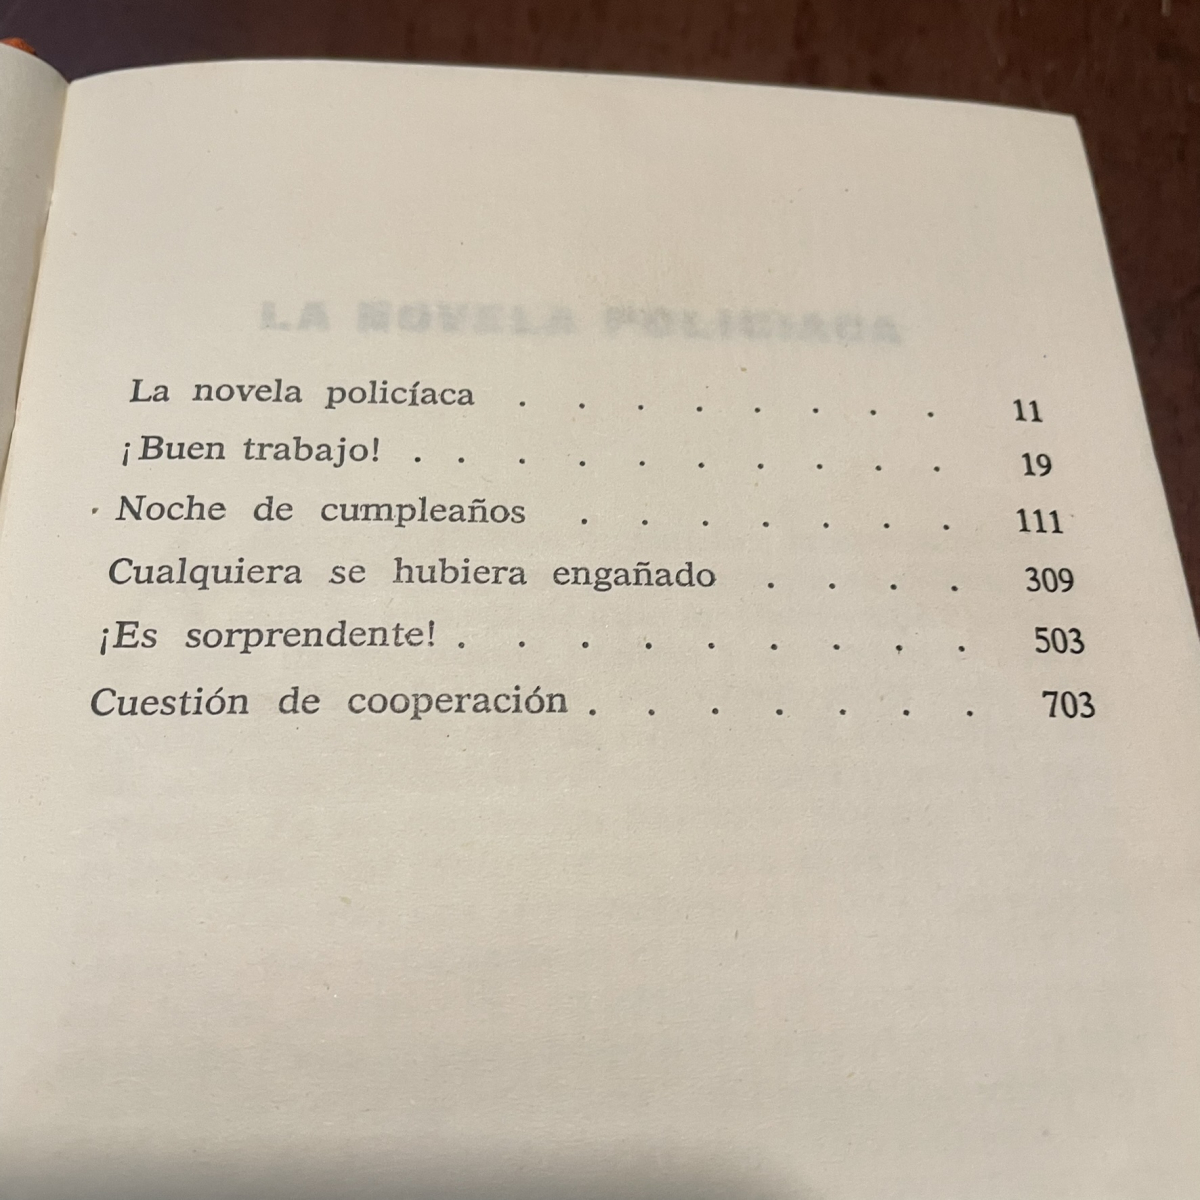 LA NOVELA POLICIACA
La novela policíaca . . . . . . . . 11
¡Buen trabajo! . . . . . . . . . . 19
Noche de cumpleaños . . . . . . . 111
Cualquiera se hubiera engañado . . . . 309
¡Es sorprendente! . . . . . . . . . 503
Cuestión de cooperación . . . . . . . 703